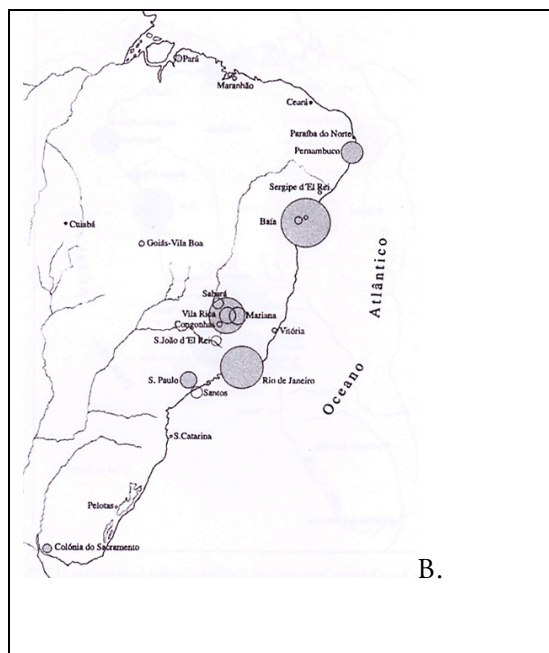 Pará
Maranhão
Ceará
Paraíba do Norte
Pernambuco
Sergipe d'El Rei
Baía
Cuiabá
Goiás-Vila Boa
Atlântico
Sabará
Vila Rica
Mariana
Congonhas
Vitória
S.João d'El Rei
S. Paulo
Rio de Janeiro
Oceano
Santos
S.Catarina
Pelotas
Colónia do Sacramento
B.